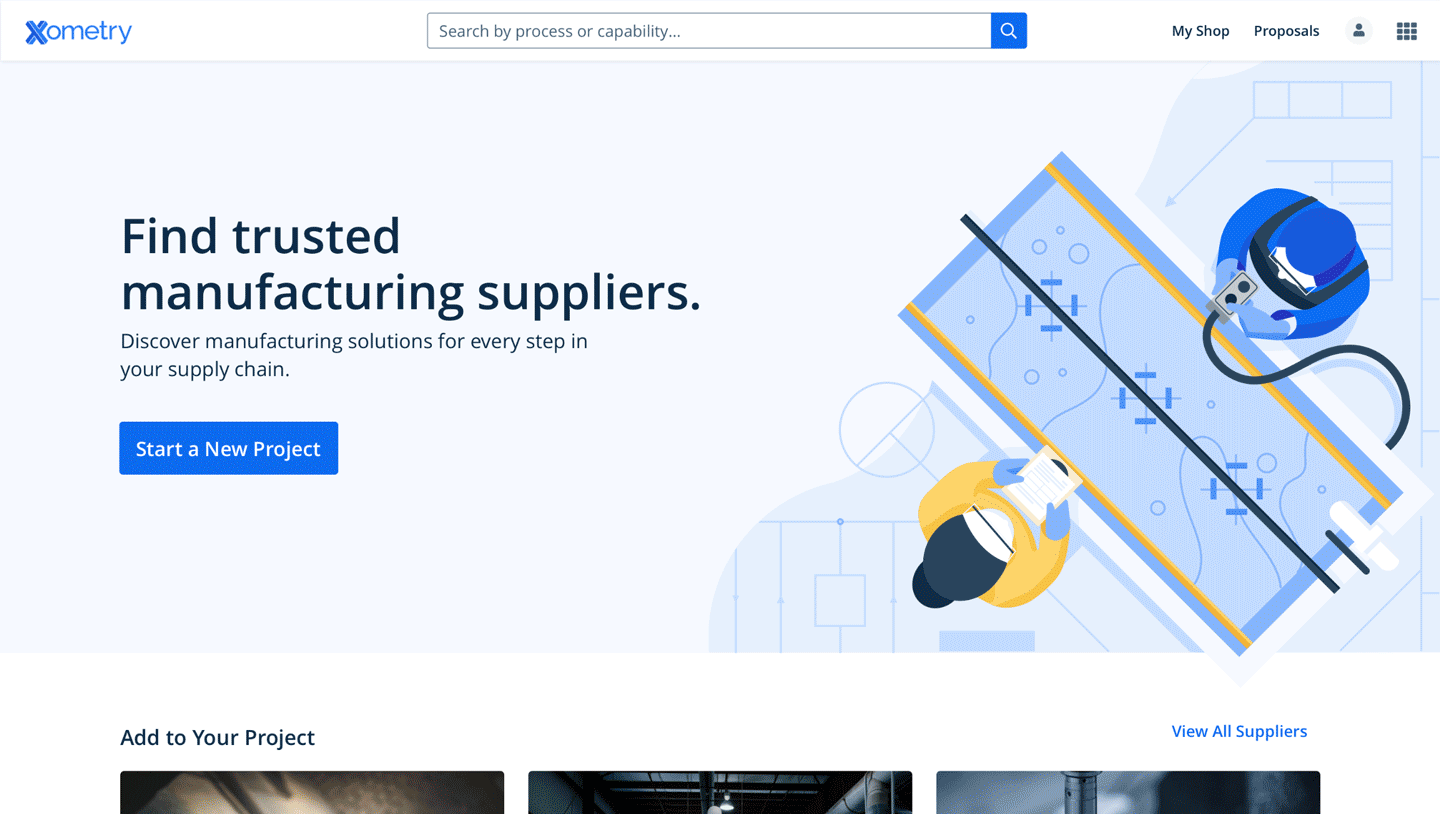 Xometry
Search by process or capability...
My Shop
Proposals
Find trusted
manufacturing suppliers.
Discover manufacturing solutions for every step in
your supply chain.
Start a New Project
Add to Your Project
View All Suppliers